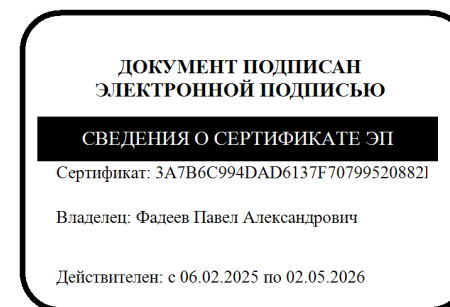 ДОКУМЕНТ ПОДПИСАН
ЭЛЕКТРОННОЙ ПОДПИСЬЮ
СВЕДЕНИЯ О СЕРТИФИКАТЕ ЭП
Сертификат: 3A7B6C994DAD6137F70799520882
Владелец: Фадеев Павел Александрович
Действителен: с 06.02.2025 по 02.05.2026